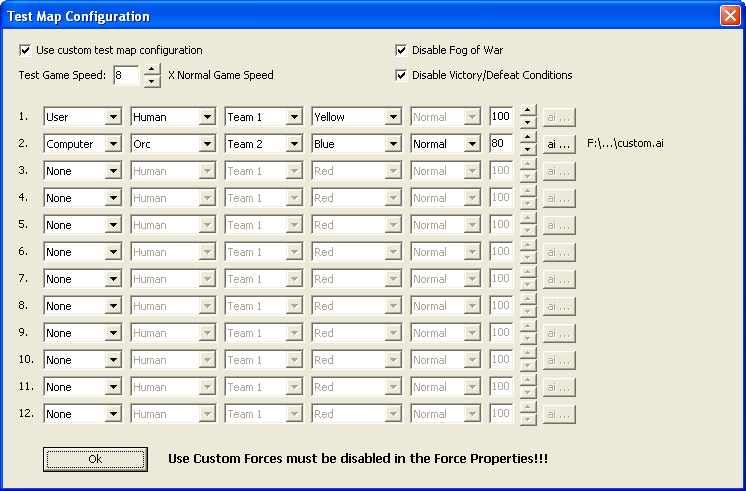 Test Map Configuration
Use custom test map configuration Disable Fog of War
Test Game Speed: 8 X Normal Game Speed Disable Victory/Defeat Conditions
1. User Human Team 1 Yellow Normal 100 ai ...
2. Computer Orc Team 2 Blue Normal 80 ai ... F:\...\custom.ai
3. None Human Team 1 Red Normal 100 ai ...
4. None Human Team 1 Red Normal 100 ai ...
5. None Human Team 1 Red Normal 100 ai ...
6. None Human Team 1 Red Normal 100 ai ...
7. None Human Team 1 Red Normal 100 ai ...
8. None Human Team 1 Red Normal 100 ai ...
9. None Human Team 1 Red Normal 100 ai ...
10. None Human Team 1 Red Normal 100 ai ...
11. None Human Team 1 Red Normal 100 ai ...
12. None Human Team 1 Red Normal 100 ai ...
Ok Use Custom Forces must be disabled in the Force Properties!!!